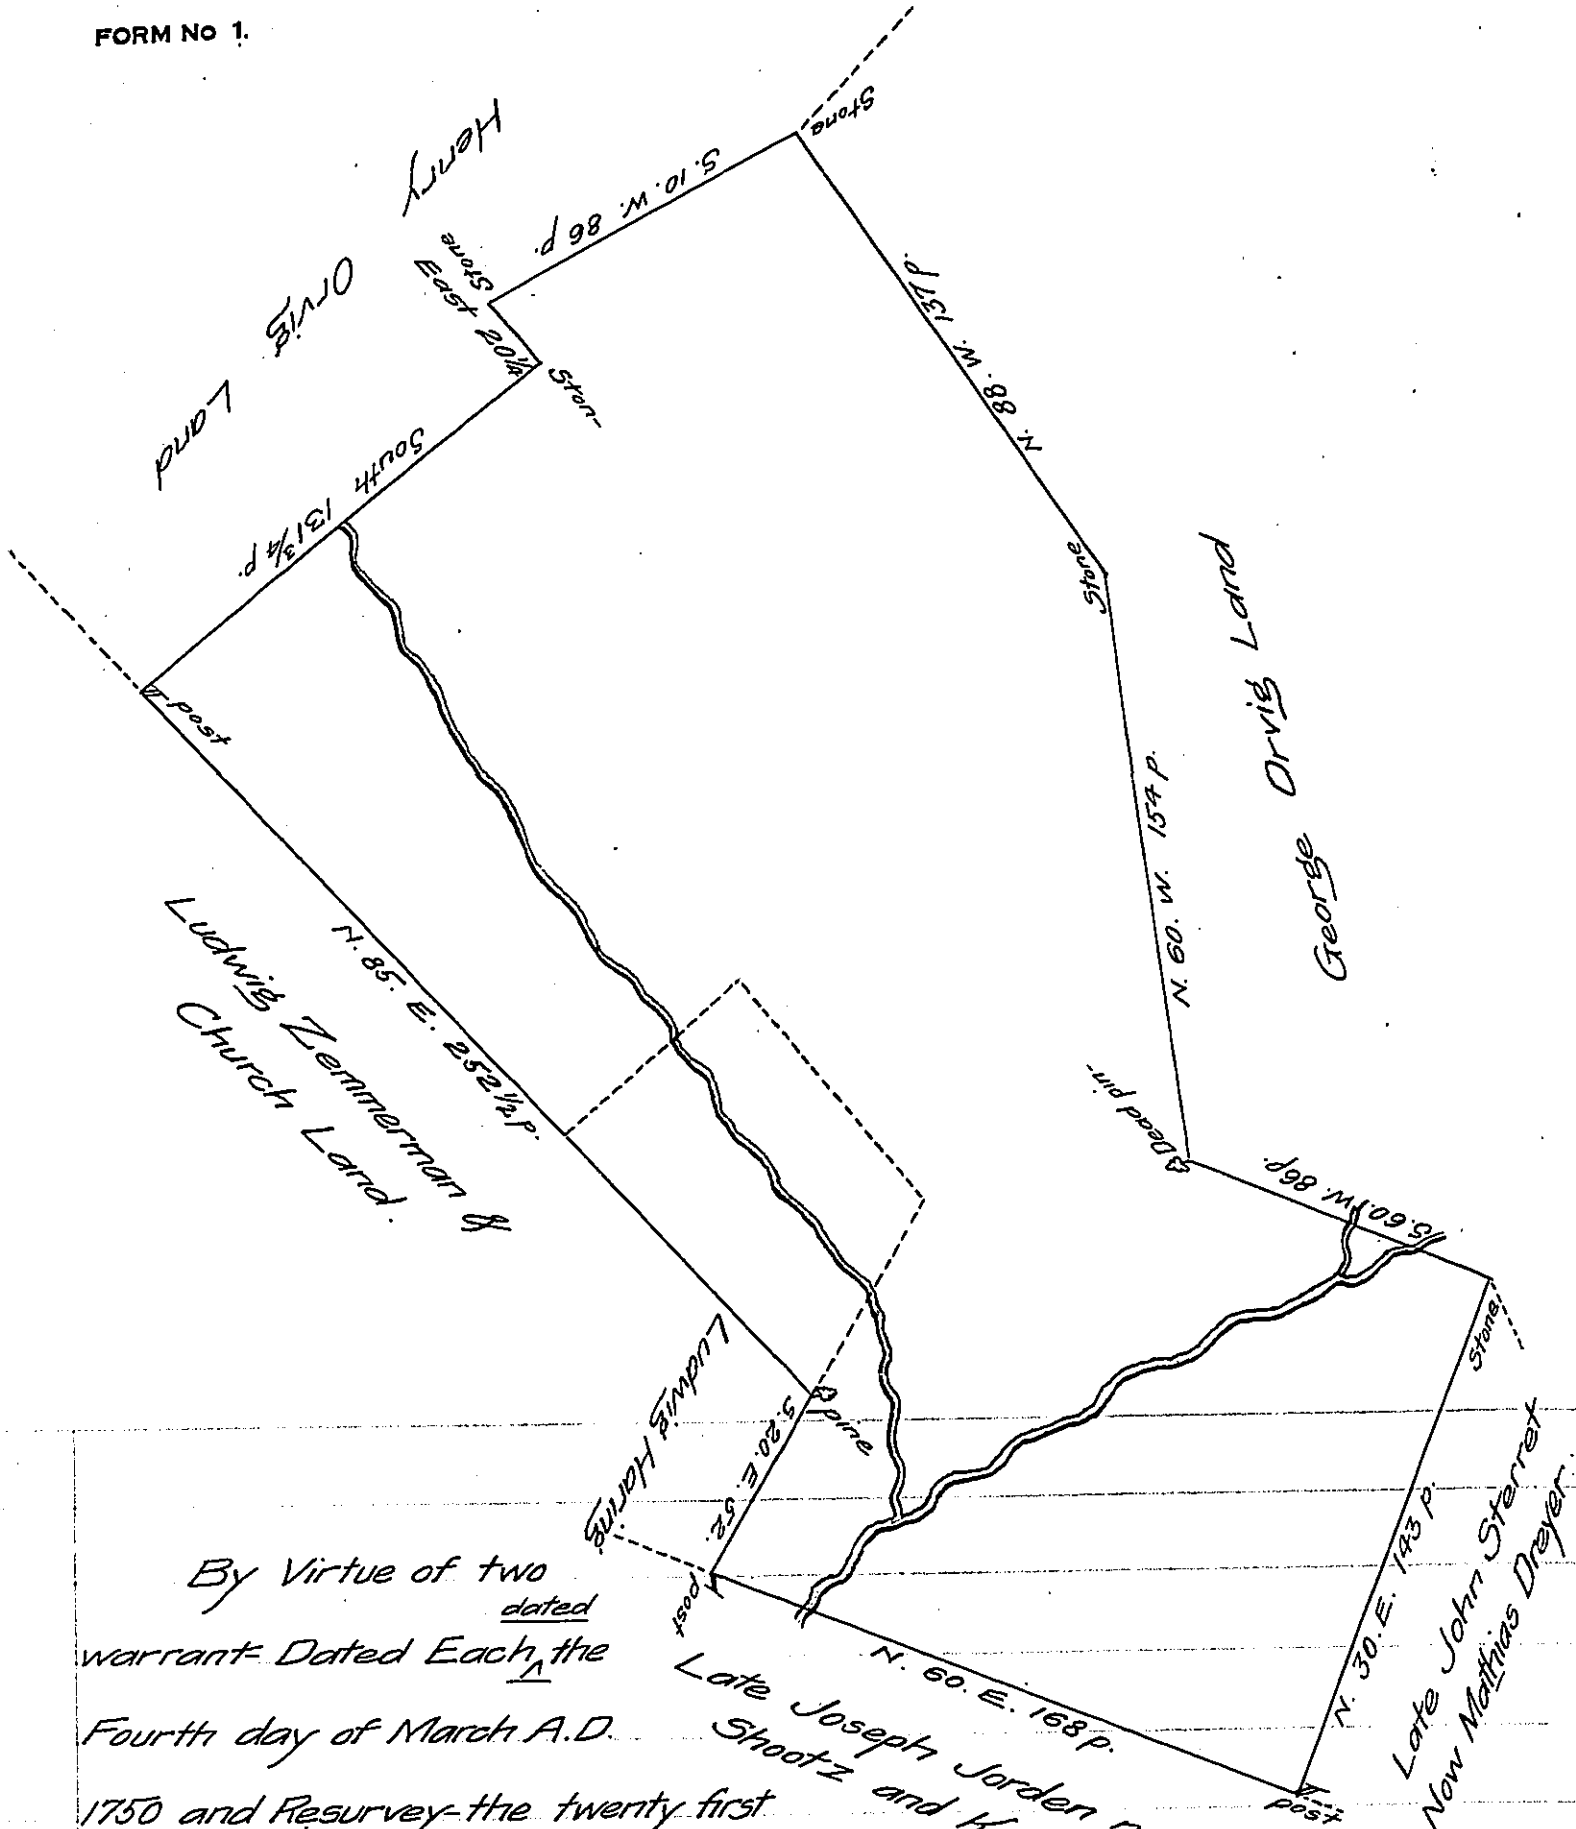 FORM No 1.
Henry
Orvig
Land
Stone
S. 10. W. 86 p.
Stone
East 20¼
Ston-
South 131¾ p.
post
N. 88. W. 137 p.
Stone
N. 60. W. 154 p.
George Orvig Land
Dead pin-
S. 60. W. 86 p.
Stone
N. 85. E. 252½ p.
Ludwig Zemmerman &
Church Land.
Ludwig Haring
pine
S. 20. E. 52.
post
N. 60. E. 168 p.
Late Joseph Jorden
Shootz and
N. 30. E. 143 p.
Late John Sterret
Now Mathias Dreyer.
post
By Virtue of two
dated
warrant= Dated Each ^ the
Fourth day of March A.D.
1750 and Resurvey-the twenty first